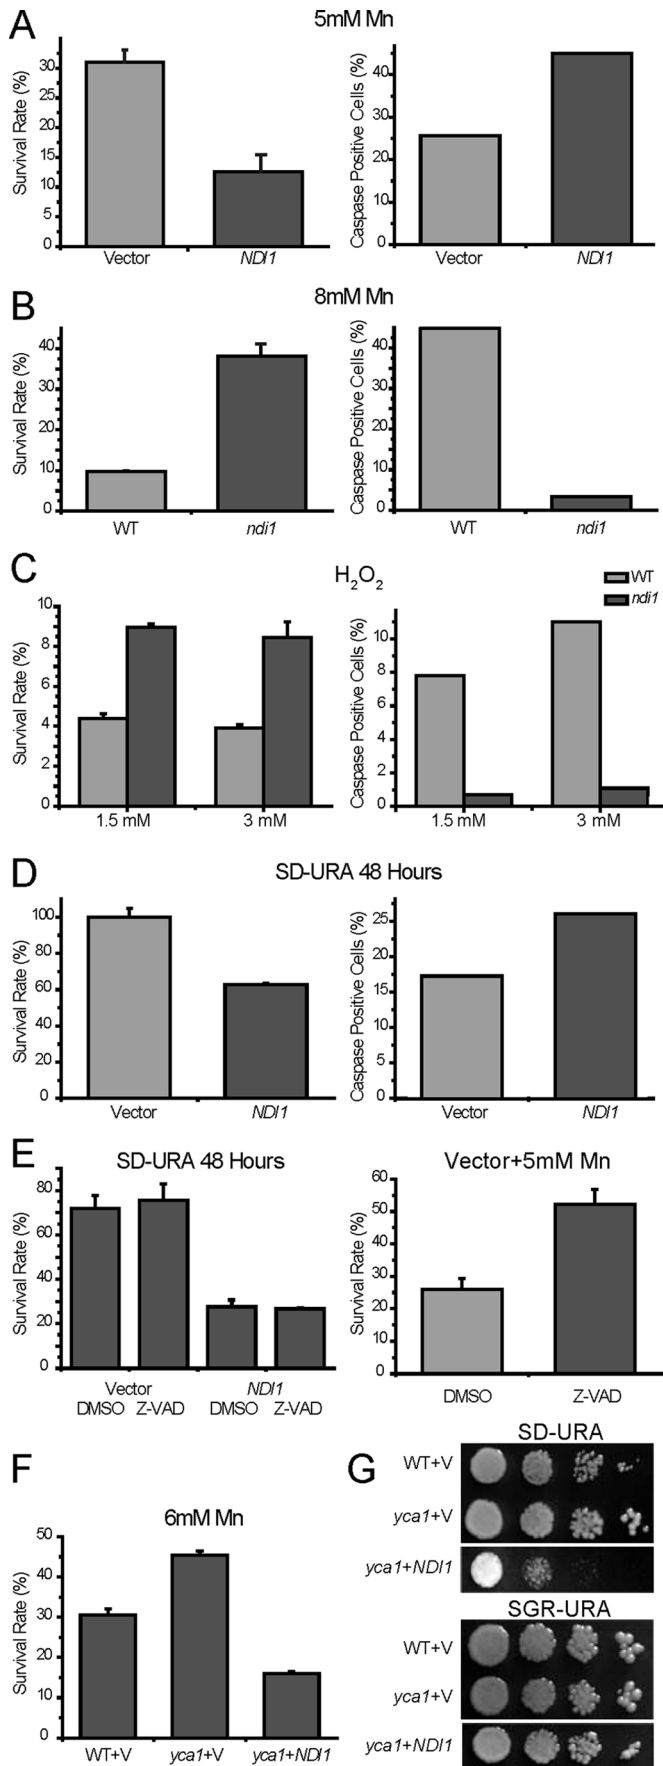 A
5mM Mn
Survival Rate (%)
30
25
20
15
10
5
0
Vector
NDI1
Caspase Positive Cells (%)
40
30
20
10
0
Vector
NDI1
B
8mM Mn
Survival Rate (%)
40
30
20
10
0
WT
ndi1
Caspase Positive Cells (%)
40
30
20
10
0
WT
ndi1
C
H2O2
WT
ndi1
Survival Rate (%)
10
8
6
4
2
0
1.5 mM
3 mM
Caspase Positive Cells (%)
10
8
6
4
2
0
1.5 mM
3 mM
D
SD-URA 48 Hours
Survival Rate (%)
100
80
60
40
20
0
Vector
NDI1
Caspase Positive Cells (%)
25
20
15
10
5
0
Vector
NDI1
E
SD-URA 48 Hours
Survival Rate (%)
80
60
40
20
0
Vector
NDI1
DMSO Z-VAD DMSO Z-VAD
Vector+5mM Mn
Survival Rate (%)
60
50
40
30
20
10
0
DMSO
Z-VAD
F
6mM Mn
Survival Rate (%)
50
40
30
20
10
0
WT+V
yca1+V
yca1+NDI1
G
SD-URA
WT+V
yca1+V
yca1+NDI1
SGR-URA
WT+V
yca1+V
yca1+NDI1